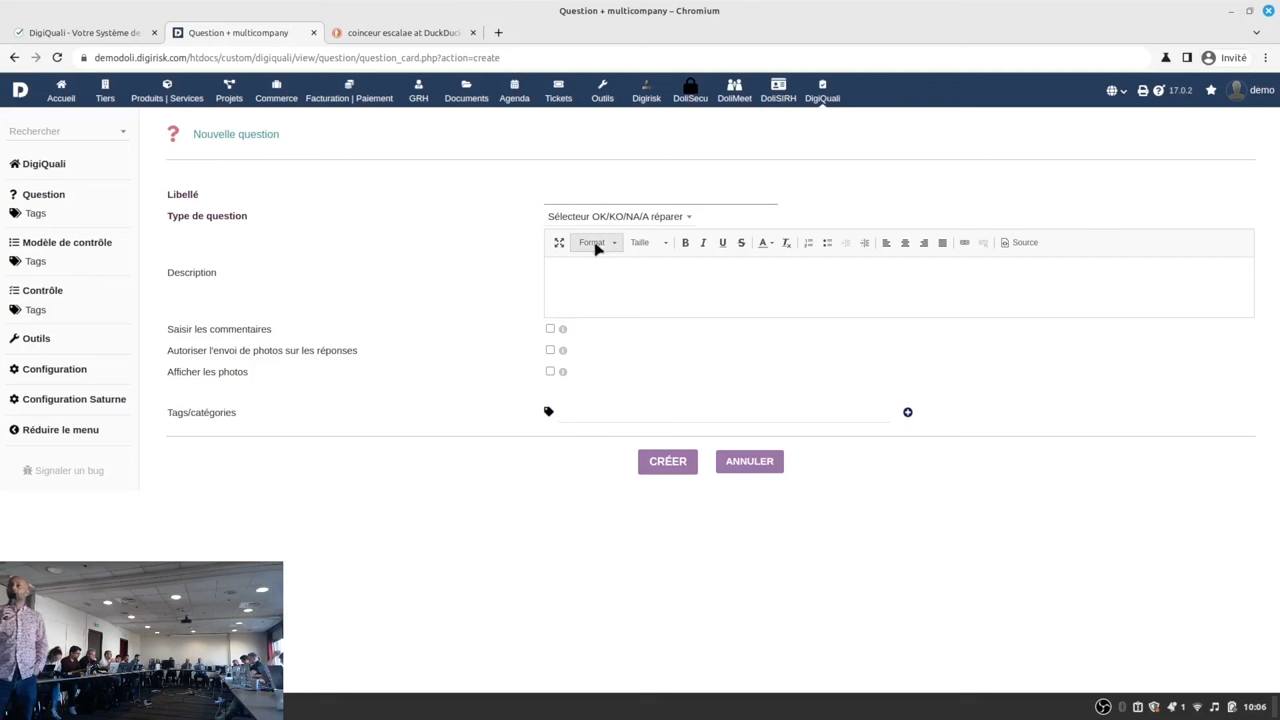 Question + multicompany – Chromium
DigiQuali - Votre Système de
Question + multicompany
coinceur escalae at DuckDuc
demodoli.digirisk.com/htdocs/custom/digiquali/view/question/question_card.php?action=create
Invité
Accueil
Tiers
Produits | Services
Projets
Commerce
Facturation | Paiement
GRH
Documents
Agenda
Tickets
Outils
Digirisk
DoliSecu
DoliMeet
DoliSIRH
DigiQuali
17.0.2
demo
Rechercher
DigiQuali
Question
Tags
Modèle de contrôle
Tags
Contrôle
Tags
Outils
Configuration
Configuration Saturne
Réduire le menu
Signaler un bug
Nouvelle question
Libellé
Type de question
Sélecteur OK/KO/NA/A réparer
Format
Taille
Source
Description
Saisir les commentaires
Autoriser l'envoi de photos sur les réponses
Afficher les photos
Tags/catégories
CRÉER
ANNULER
1
10:06